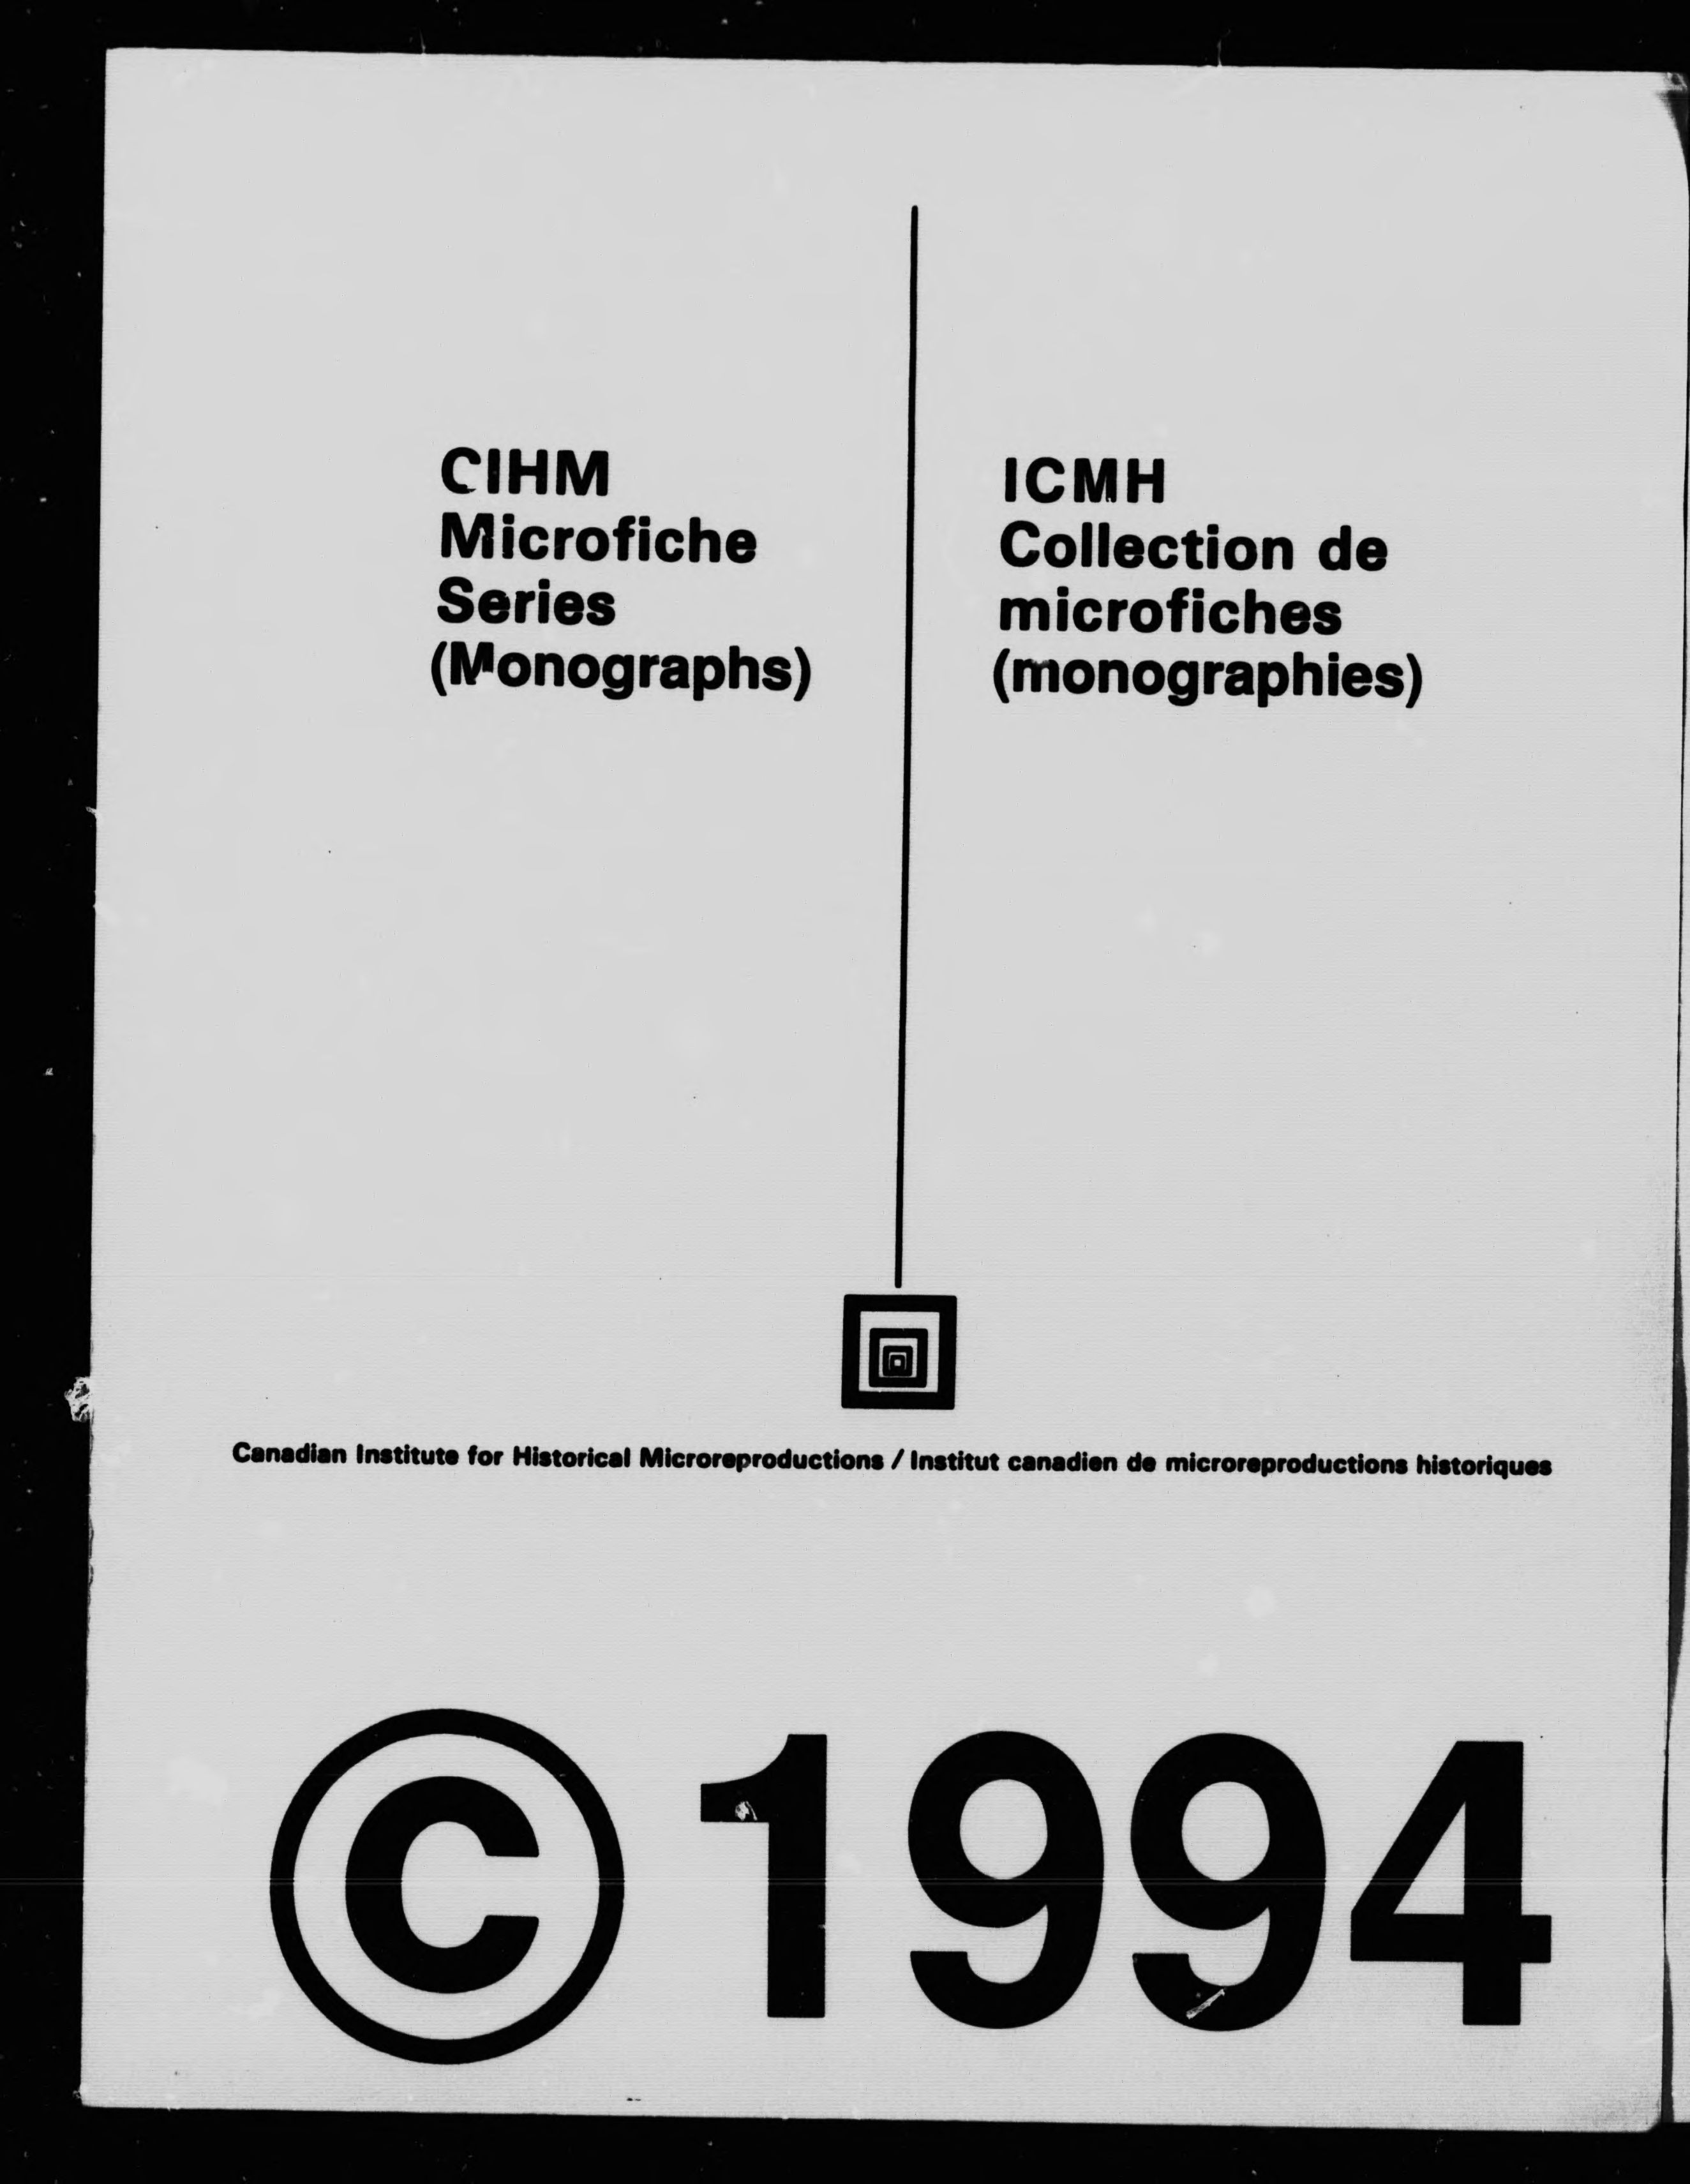 CIHM
Microfiche
Series
(Monographs)
ICMH
Collection de
microfiches
(monographies)
Canadian Institute for Historical Microreproductions / Institut canadien de microreproductions historiques
© 1994